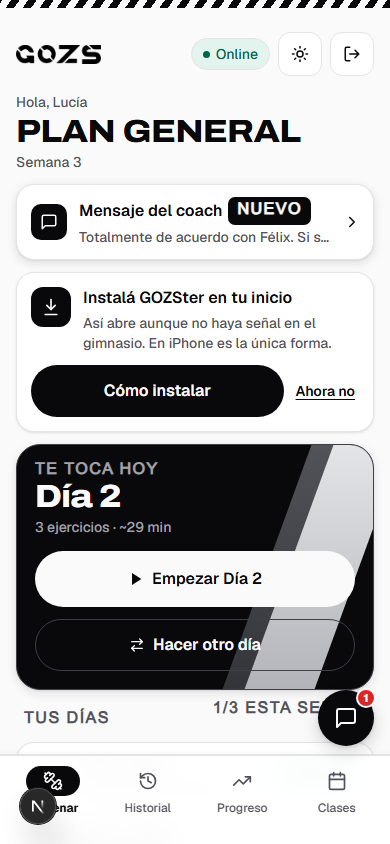 GOZS
Online
Hola, Lucía
PLAN GENERAL
Semana 3
Mensaje del coach NUEVO
Totalmente de acuerdo con Félix. Si s...
Instalá GOZSter en tu inicio
Así abre aunque no haya señal en el
gimnasio. En iPhone es la única forma.
Cómo instalar
Ahora no
TE TOCA HOY
Día 2
3 ejercicios · ~29 min
Empezar Día 2
Hacer otro día
1/3 ESTA SE
TUS DÍAS
1
N
enar
Historial
Progreso
Clases